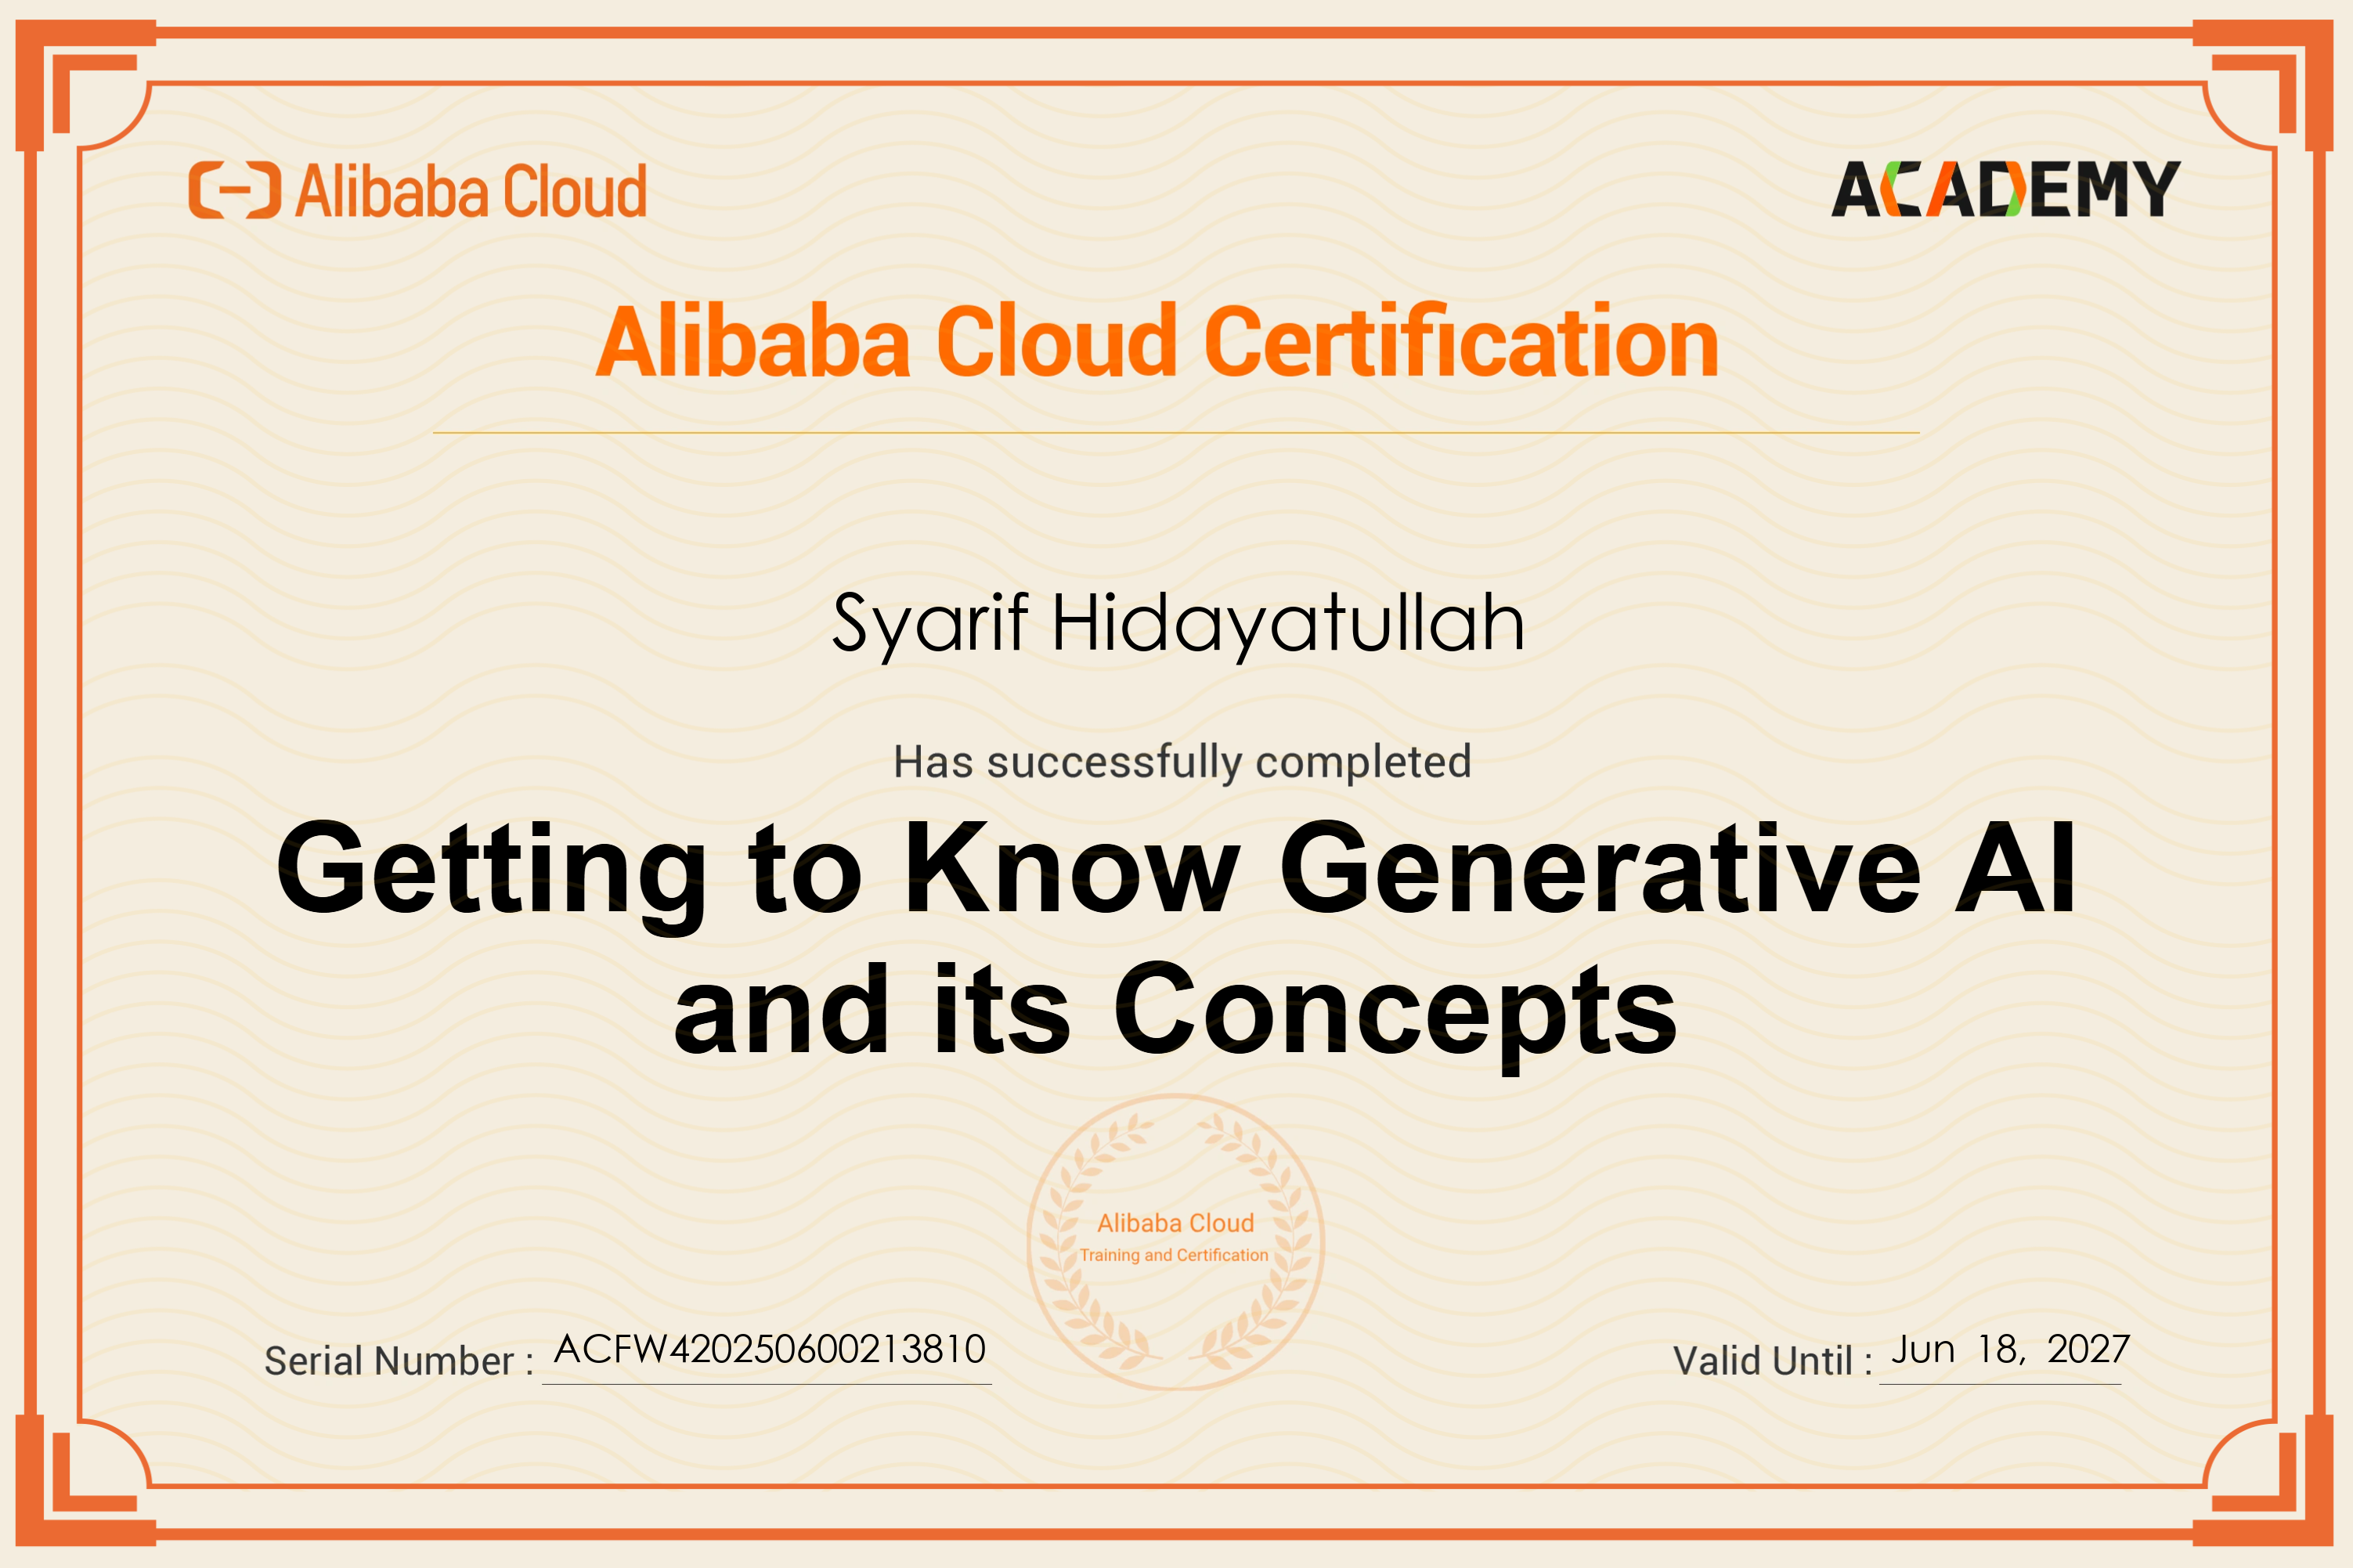 Alibaba Cloud
ACADEMY
Alibaba Cloud Certification
Syarif Hidayatullah
Has successfully completed
Getting to Know Generative AI
and its Concepts
Alibaba Cloud
Training and Certification
Serial Number : ACFW420250600213810
Valid Until : Jun 18, 2027